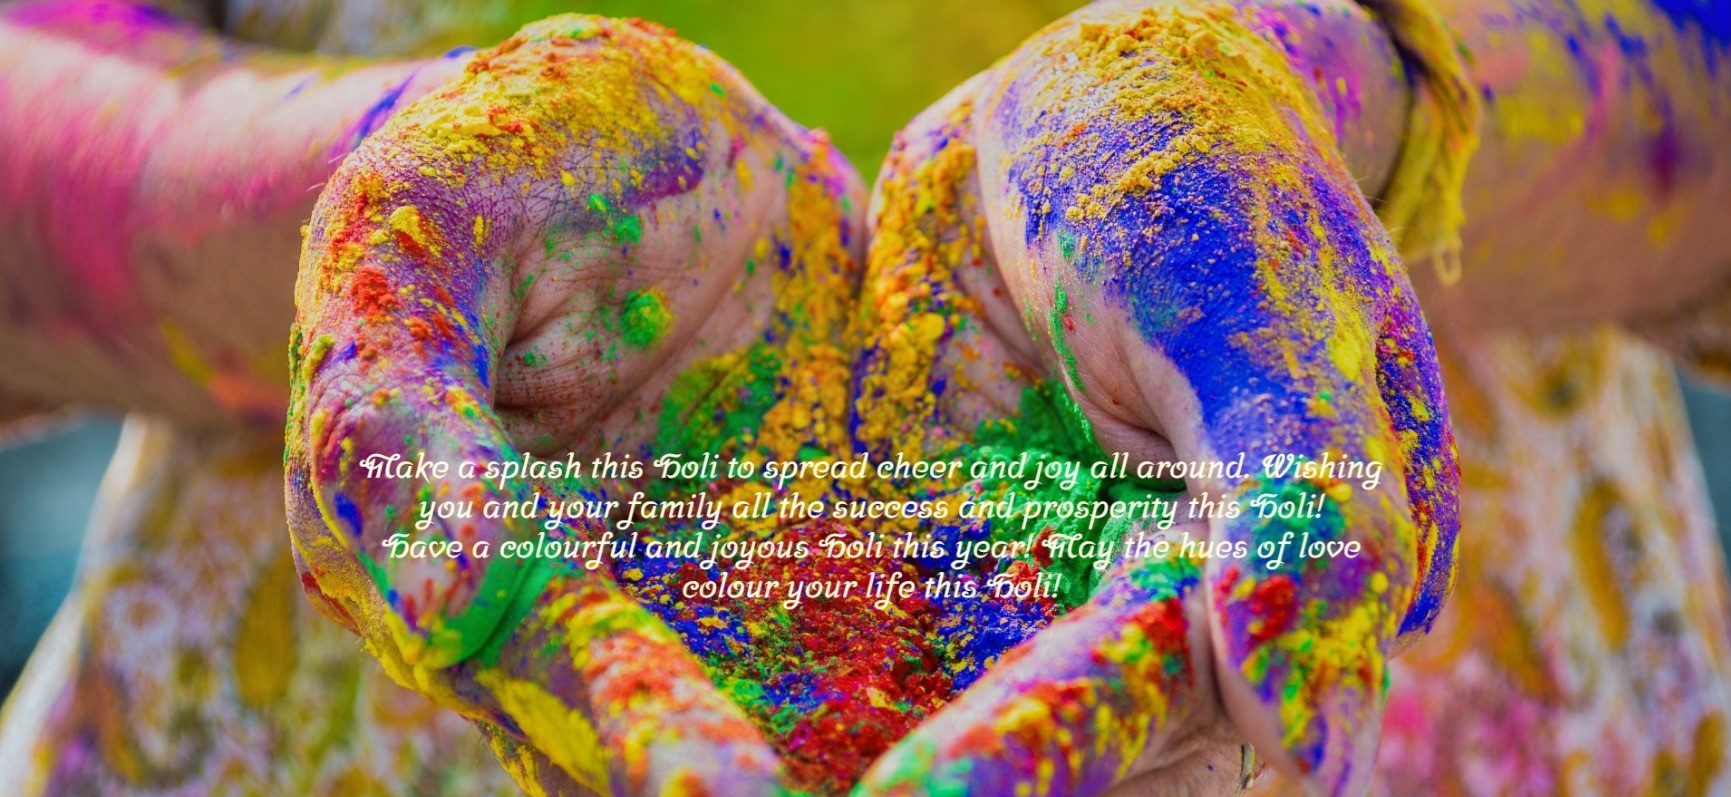 Make a splash this Holi to spread cheer and joy all around. Wishing
you and your family all the success and prosperity this Holi!
Have a colourful and joyous Holi this year! May the hues of love
colour your life this Holi!